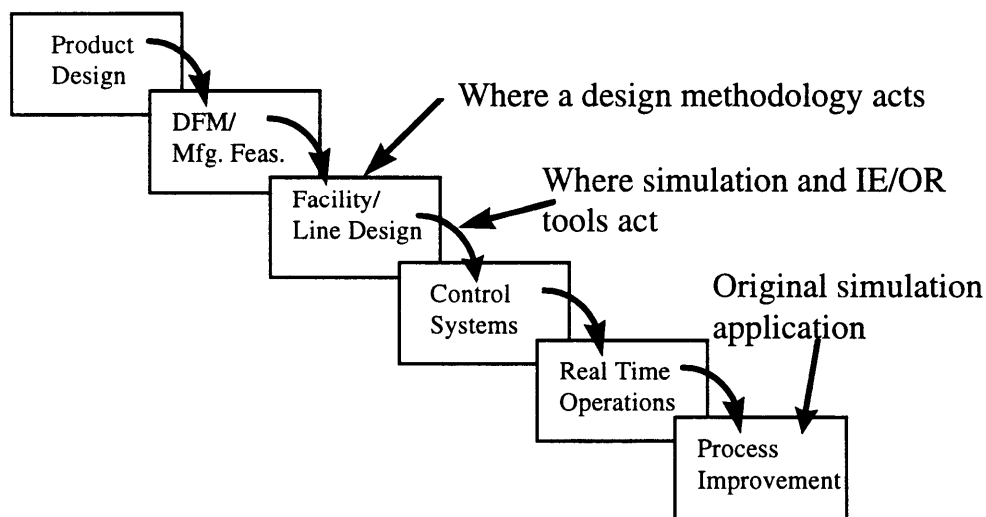 Product
Design
Where a design methodology acts
DFM/
Mfg. Feas.
Where simulation and IE/OR
tools act
Facility/
Line Design
Original simulation
application
Control
Systems
Real Time
Operations
Process
Improvement